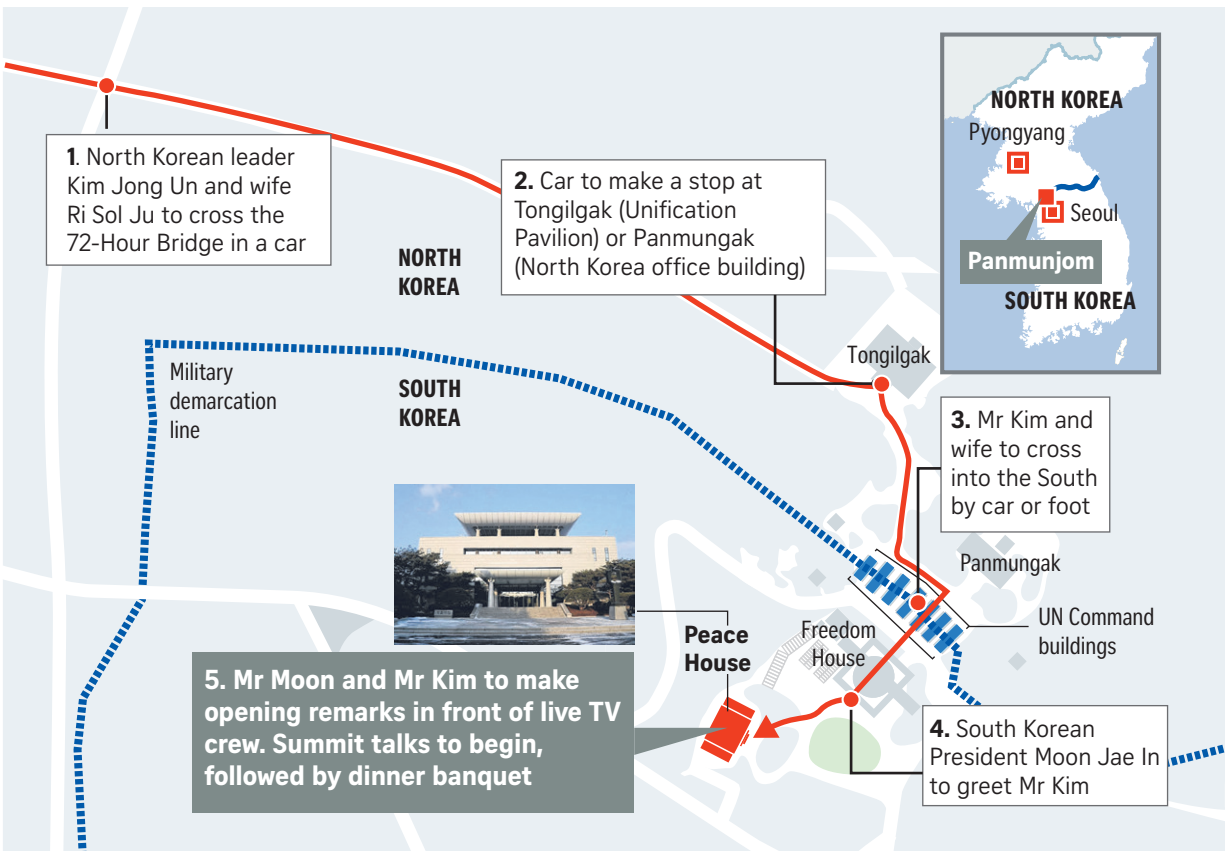 1. North Korean leader
Kim Jong Un and wife
Ri Sol Ju to cross the
72-Hour Bridge in a car
2. Car to make a stop at
Tongilgak (Unification
Pavilion) or Panmungak
(North Korea office building)
NORTH
KOREA
SOUTH
KOREA
Military
demarcation
line
NORTH KOREA
Pyongyang
Seoul
Panmunjom
SOUTH KOREA
Tongilgak
3. Mr Kim and
wife to cross
into the South
by car or foot
Panmungak
UN Command
buildings
Freedom
House
Peace
House
4. South Korean
President Moon Jae In
to greet Mr Kim
5. Mr Moon and Mr Kim to make
opening remarks in front of live TV
crew. Summit talks to begin,
followed by dinner banquet